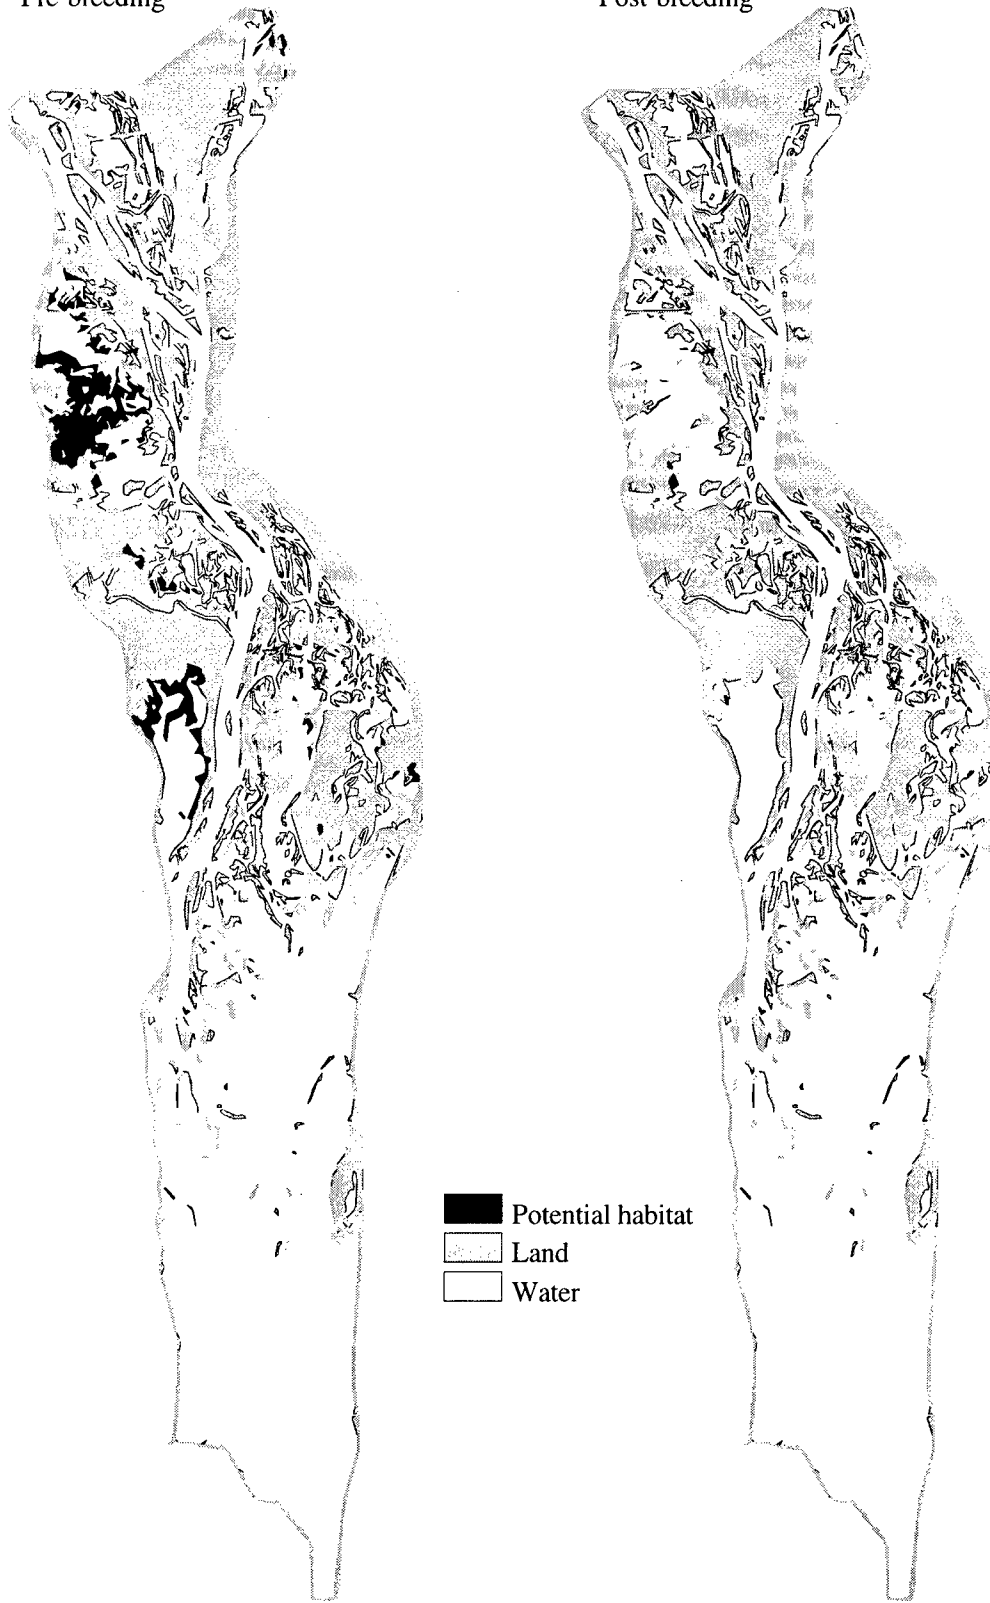 Pre-breeding
Post-breeding
Potential habitat
Land
Water